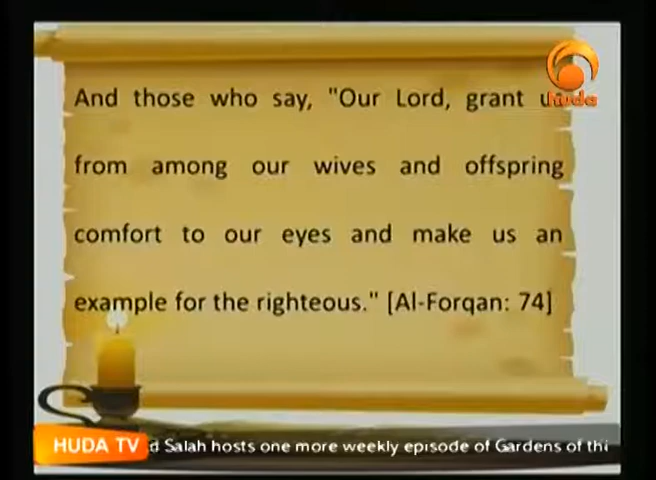 And those who say, "Our Lord, grant us
from among our wives and offspring
comfort to our eyes and make us an
example for the righteous." [Al-Forqan: 74]
huda
HUDA TV
Salah hosts one more weekly episode of Gardens of